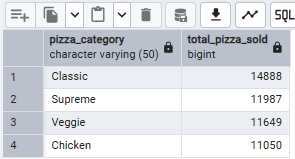 SQL
pizza_category
character varying (50)
total_pizza_sold
bigint
1 Classic 14888
2 Supreme 11987
3 Veggie 11649
4 Chicken 11050